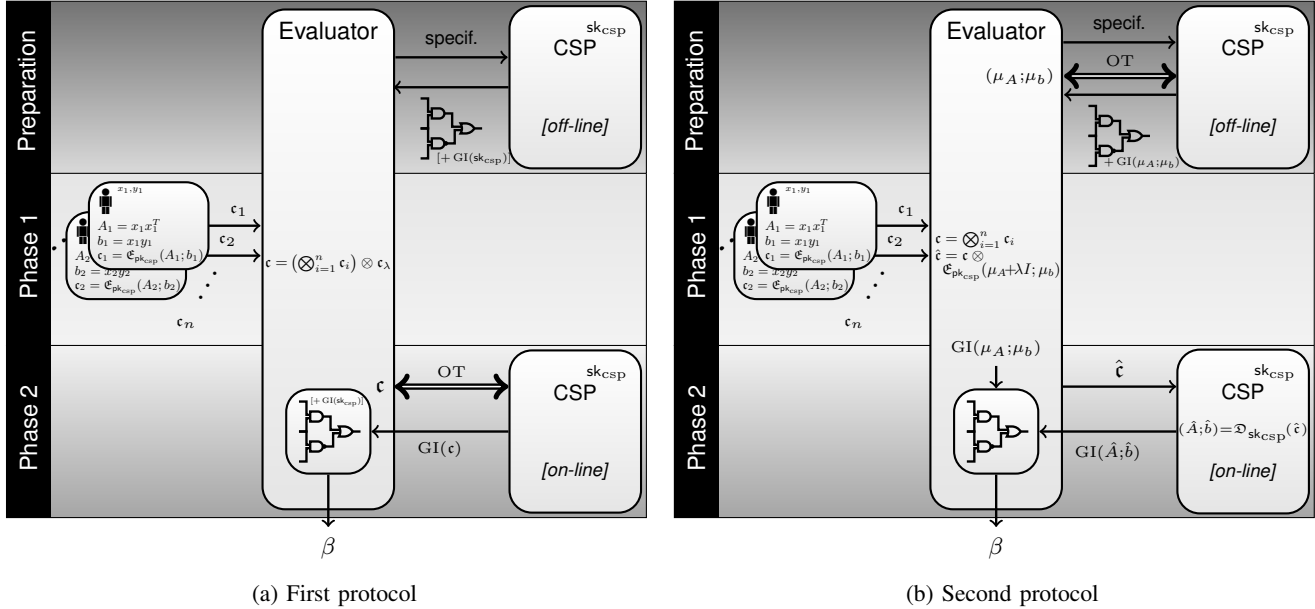 Preparation
Phase 1
Phase 2
Evaluator
specif.
sk_csp
CSP
[off-line]
[+ GI(sk_csp)]
x_1,y_1
A_1 = x_1x_1^T
b_1 = x_1y_1
𝔠_1 = 𝔈_pk_csp(A_1; b_1)
A_2
b_2 = x_2y_2
𝔠_2 = 𝔈_pk_csp(A_2; b_2)
𝔠_1
𝔠_2
𝔠_n
𝔠 = (⨂_{i=1}^n 𝔠_i) ⊗ 𝔠_λ
𝔠
OT
sk_csp
CSP
[+ GI(sk_csp)]
GI(𝔠)
[on-line]
β
(a) First protocol
Preparation
Phase 1
Phase 2
Evaluator
specif.
sk_csp
CSP
OT
(μ_A;μ_b)
[off-line]
+ GI(μ_A;μ_b)
x_1,y_1
A_1 = x_1x_1^T
b_1 = x_1y_1
𝔠_1 = 𝔈_pk_csp(A_1; b_1)
A_2
b_2 = x_2y_2
𝔠_2 = 𝔈_pk_csp(A_2; b_2)
𝔠_1
𝔠_2
𝔠_n
𝔠 = ⨂_{i=1}^n 𝔠_i
𝔠̂ = 𝔠 ⊗
𝔈_pk_csp(μ_A+λI; μ_b)
GI(μ_A;μ_b)
𝔠̂
sk_csp
CSP
(Â;b̂)=𝔇_sk_csp(𝔠̂)
GI(Â;b̂)
[on-line]
β
(b) Second protocol